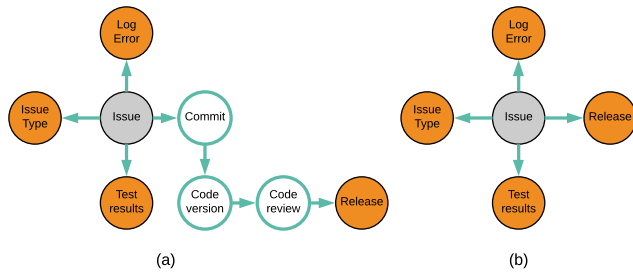 Log
Error
Issue
Type
Issue
Commit
Test
results
Code
version
Code
review
Release
(a)
Log
Error
Issue
Type
Issue
Release
Test
results
(b)